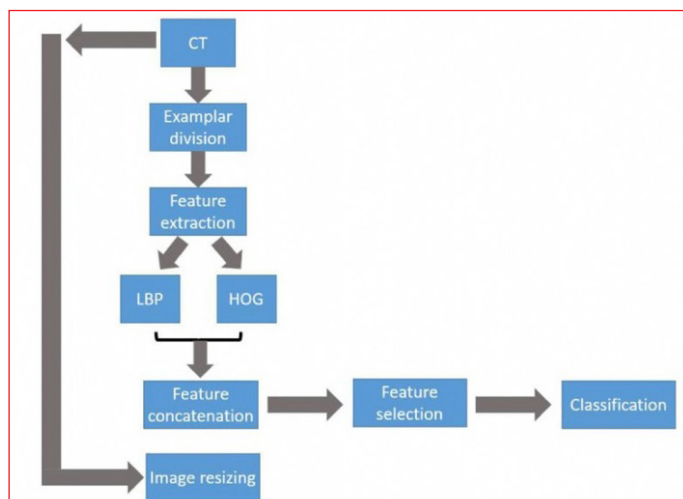 CT
Examplar
division
Feature
extraction
LBP
HOG
Feature
concatenation
Feature
selection
Classification
Image resizing